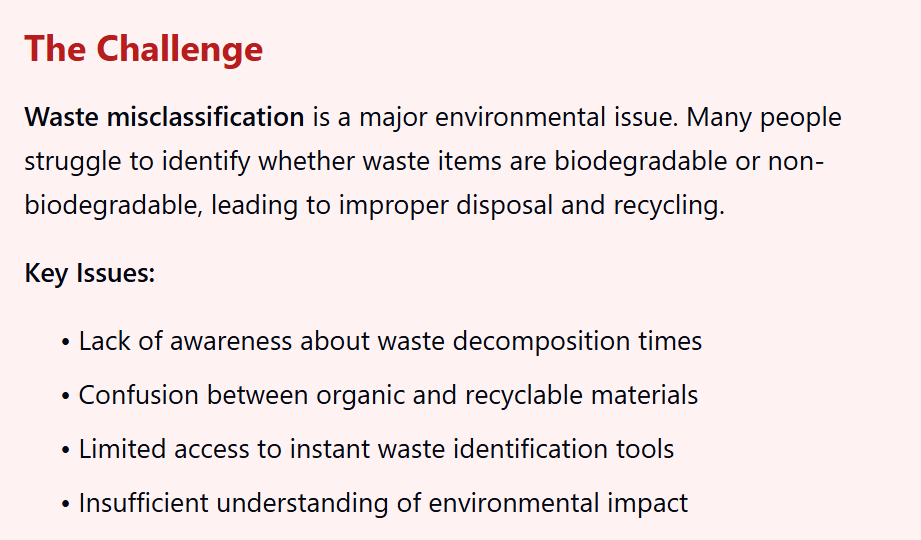 The Challenge
Waste misclassification is a major environmental issue. Many people
struggle to identify whether waste items are biodegradable or non-
biodegradable, leading to improper disposal and recycling.
Key Issues:
• Lack of awareness about waste decomposition times
• Confusion between organic and recyclable materials
• Limited access to instant waste identification tools
• Insufficient understanding of environmental impact